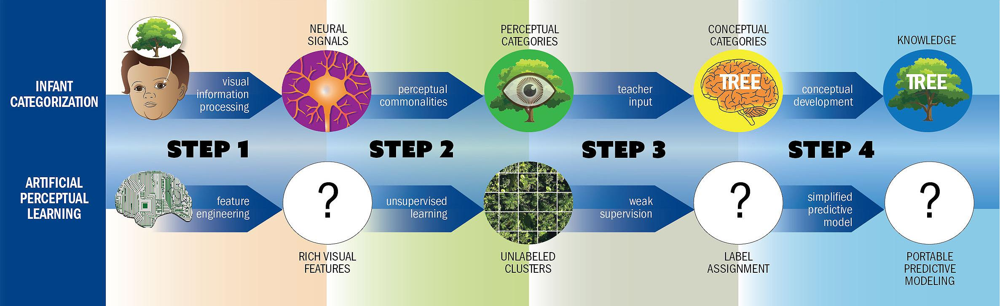 INFANT
CATEGORIZATION
visual
information
processing
NEURAL
SIGNALS
perceptual
commonalities
PERCEPTUAL
CATEGORIES
teacher
input
CONCEPTUAL
CATEGORIES
TREE
conceptual
development
KNOWLEDGE
TREE
STEP 1
STEP 2
STEP 3
STEP 4
ARTIFICIAL
PERCEPTUAL
LEARNING
feature
engineering
?
RICH VISUAL
FEATURES
unsupervised
learning
UNLABELED
CLUSTERS
weak
supervision
?
LABEL
ASSIGNMENT
simplified
predictive
model
?
PORTABLE
PREDICTIVE
MODELING